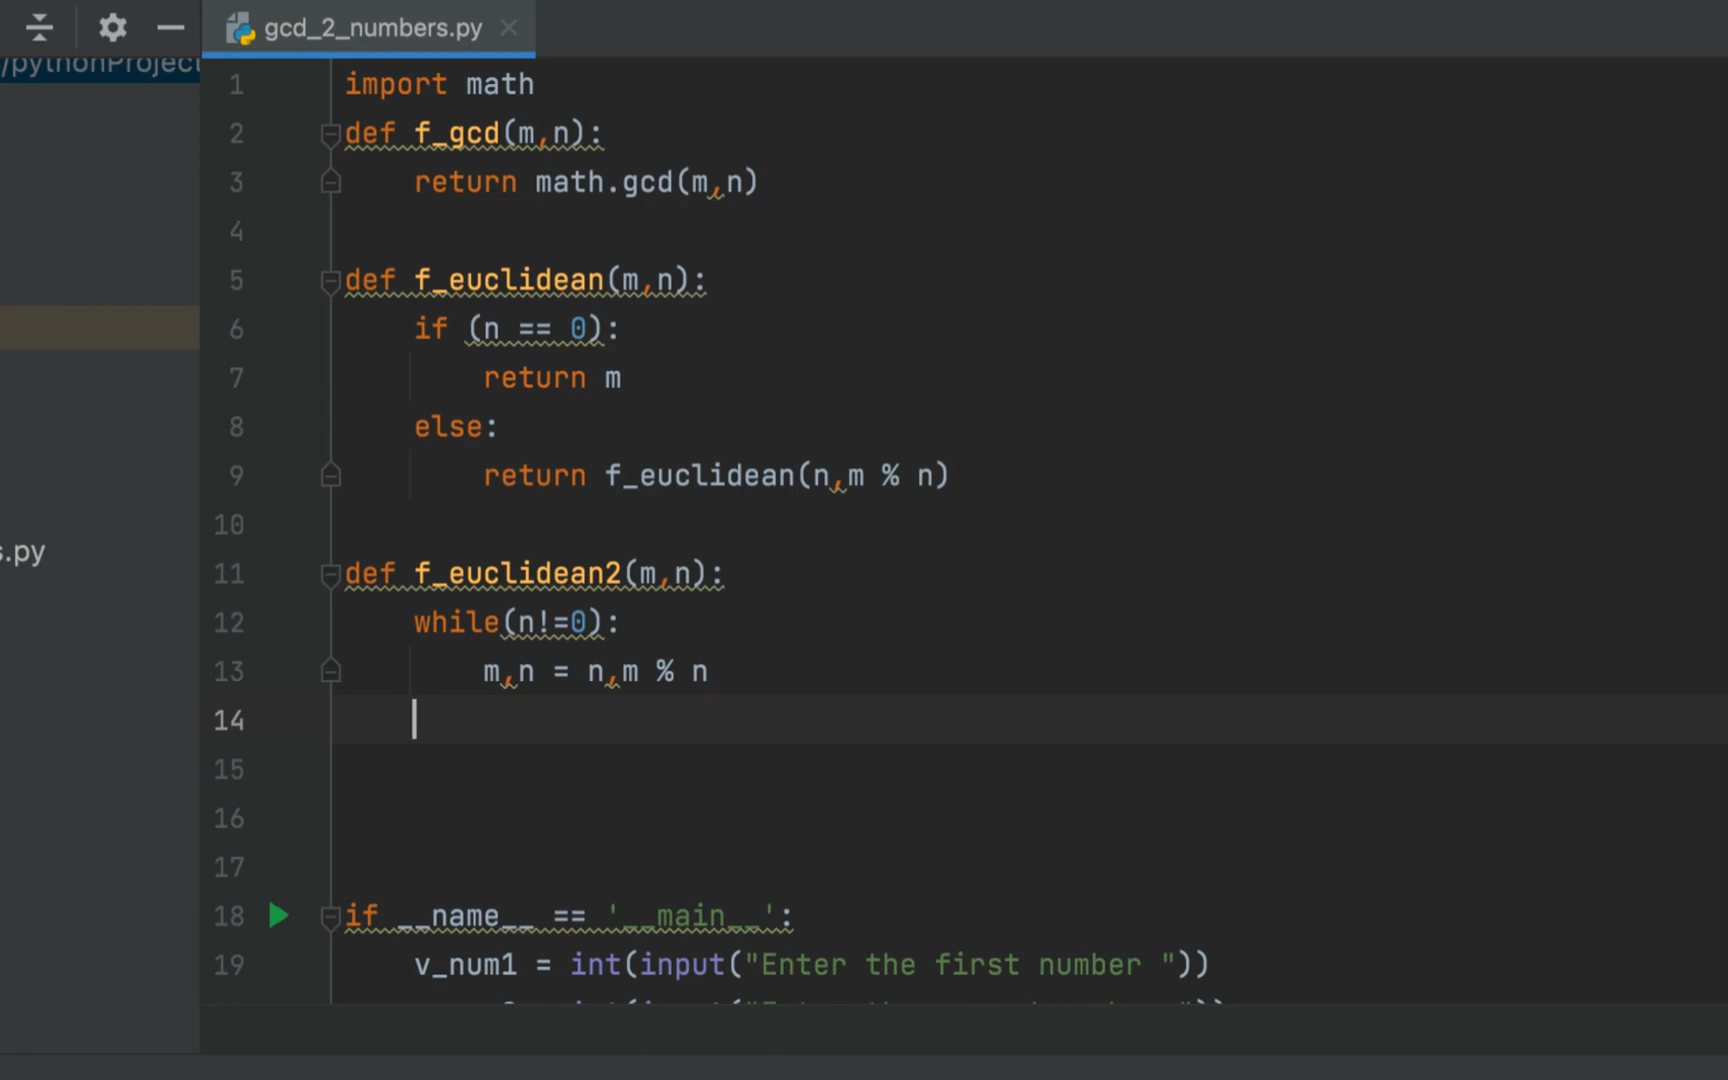 gcd_2_numbers.py
/pythonProject
1 import math
2 def f_gcd(m,n):
3 return math.gcd(m,n)
4
5 def f_euclidean(m,n):
6 if (n == 0):
7 return m
8 else:
9 return f_euclidean(n,m % n)
10
s.py
11 def f_euclidean2(m,n):
12 while(n!=0):
13 m,n = n,m % n
14
15
16
17
18 if __name__ == '__main__':
19 v_num1 = int(input("Enter the first number "))